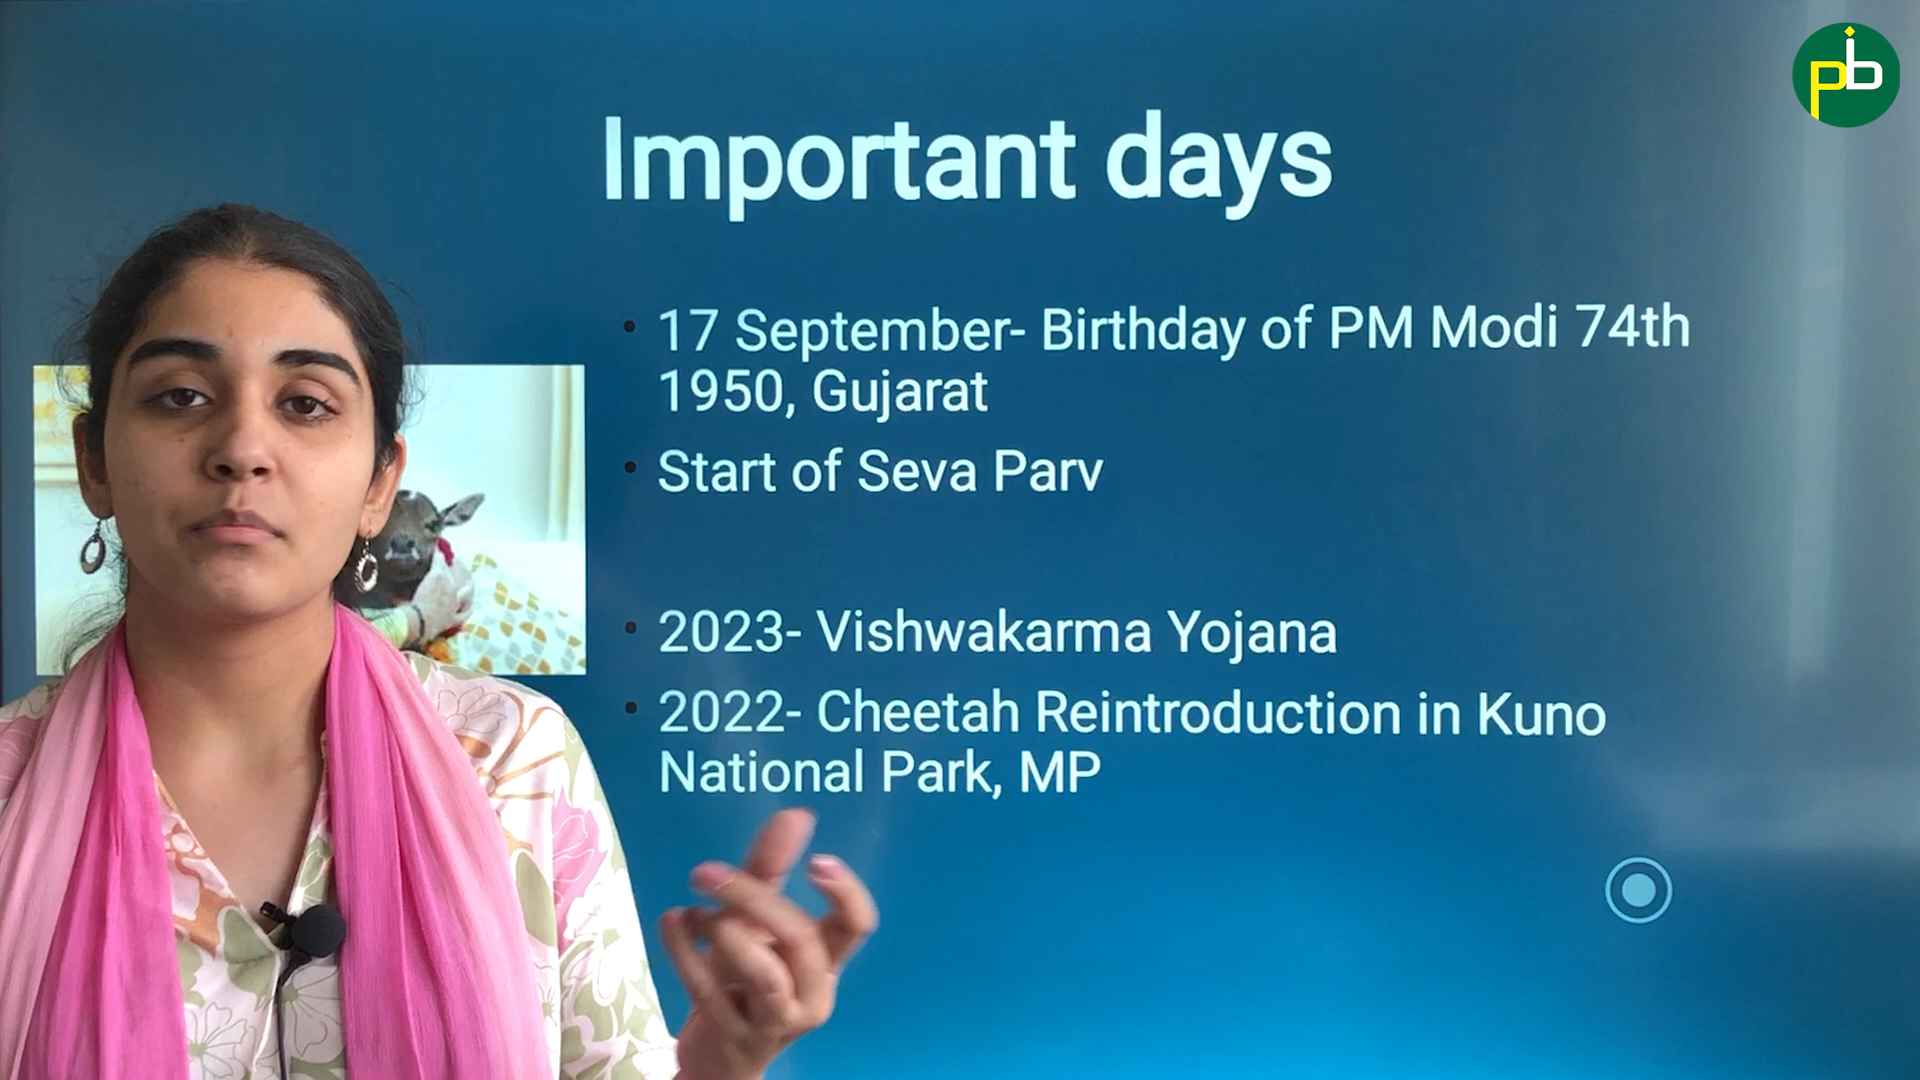 pib
Important days
• 17 September- Birthday of PM Modi 74th
1950, Gujarat
• Start of Seva Parv
• 2023- Vishwakarma Yojana
• 2022- Cheetah Reintroduction in Kuno
National Park, MP